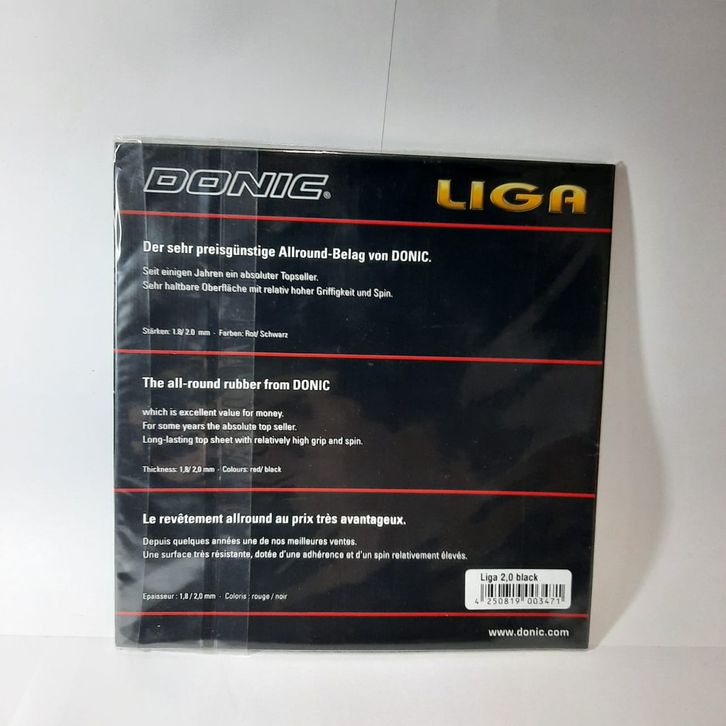 DONIC®
LIGA
Der sehr preisgünstige Allround-Belag von DONIC.
Seit einigen Jahren ein absoluter Topseller.
Sehr haltbare Oberfläche mit relativ hoher Griffigkeit und Spin.
Stärken: 1.8/ 2.0 mm - Farben: Rot/ Schwarz
The all-round rubber from DONIC
which is excellent value for money.
For some years the absolute top seller.
Long-lasting top sheet with relatively high grip and spin.
Thickness: 1,8/ 2,0 mm - Colours: red/ black
Le revêtement allround au prix très avantageux.
Depuis quelques années une de nos meilleures ventes.
Une surface très résistante, dotée d'une adhérence et d'un spin relativement élevés.
Epaisseur : 1,8 / 2,0 mm - Coloris : rouge / noir
Liga 2,0 black
4 250819 003471
www.donic.com